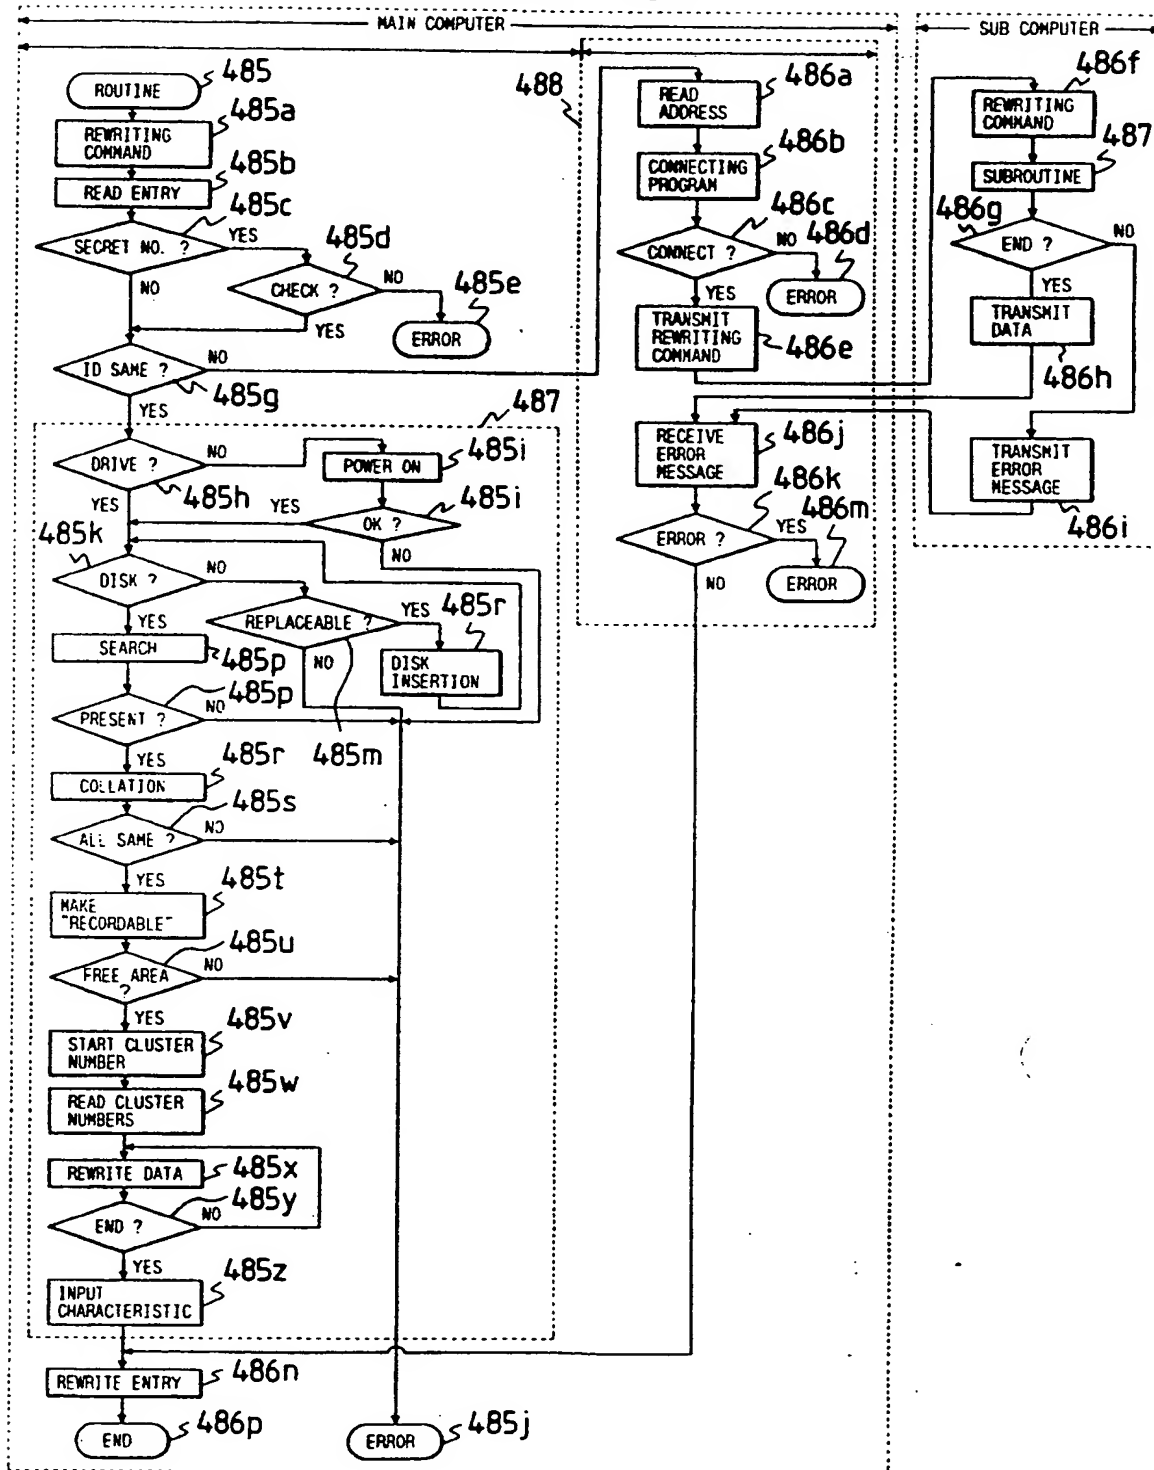 MAIN COMPUTER
SUB COMPUTER
ROUTINE
485
485a
REWRITING
COMMAND
485b
READ ENTRY
485c
SECRET NO. ?
YES
NO
485d
CHECK ?
NO
YES
485e
ERROR
ID SAME ?
NO
YES
485g
488
486a
READ
ADDRESS
486b
CONNECTING
PROGRAM
486c
CONNECT ?
NO
YES
486d
ERROR
TRANSMIT
REWRITING
COMMAND
486e
486f
REWRITING
COMMAND
487
SUBROUTINE
486g
END ?
NO
YES
TRANSMIT
DATA
486h
TRANSMIT
ERROR
MESSAGE
486i
RECEIVE
ERROR
MESSAGE
486j
486k
ERROR ?
YES
NO
486m
ERROR
487
DRIVE ?
NO
YES
485h
POWER ON
485i
OK ?
YES
NO
485i
485k
DISK ?
NO
YES
REPLACEABLE ?
YES
NO
485m
485r
DISK
INSERTION
SEARCH
485p
485p
PRESENT ?
NO
YES
485r
COLLATION
485s
ALL SAME ?
NO
YES
485t
MAKE
"RECORDABLE"
485u
FREE AREA
?
NO
YES
485v
START CLUSTER
NUMBER
485w
READ CLUSTER
NUMBERS
REWRITE DATA
485x
485y
END ?
NO
YES
485z
INPUT
CHARACTERISTIC
REWRITE ENTRY
486n
END
486p
ERROR
485j